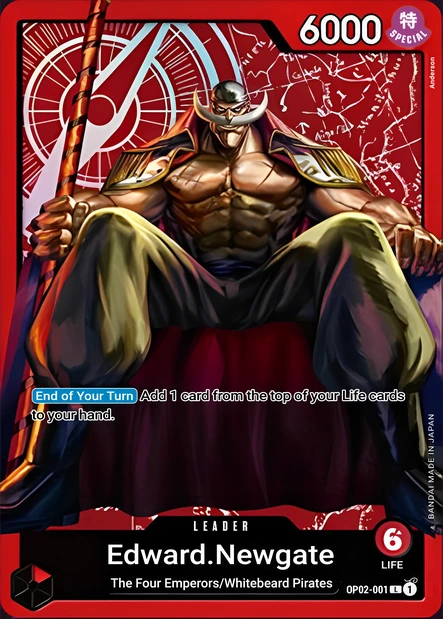 6000
特
SPECIAL
Anderson
End of Your Turn Add 1 card from the top of your Life cards
to your hand.
BANDAI MADE IN JAPAN
LEADER
Edward.Newgate
6
LIFE
The Four Emperors/Whitebeard Pirates
OP02-001 L 1